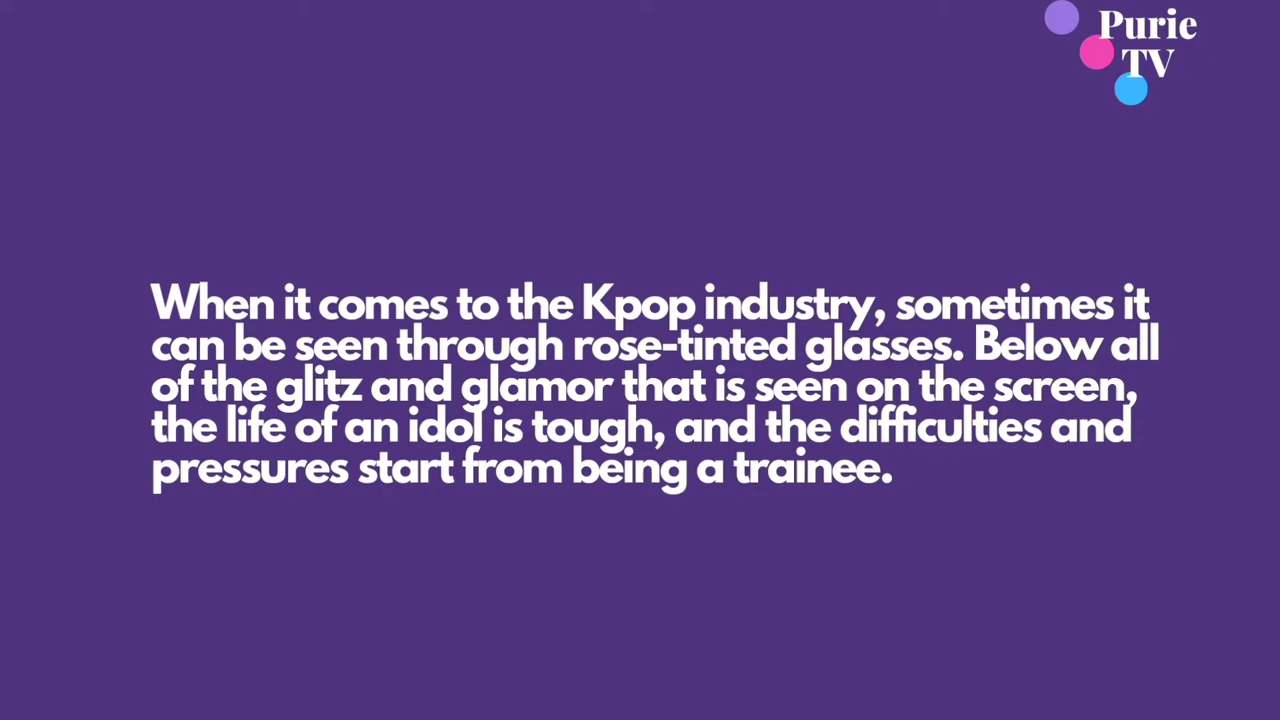 Purie
TV
When it comes to the Kpop industry, sometimes it
can be seen through rose-tinted glasses. Below all
of the glitz and glamor that is seen on the screen,
the life of an idol is tough, and the difficulties and
pressures start from being a trainee.